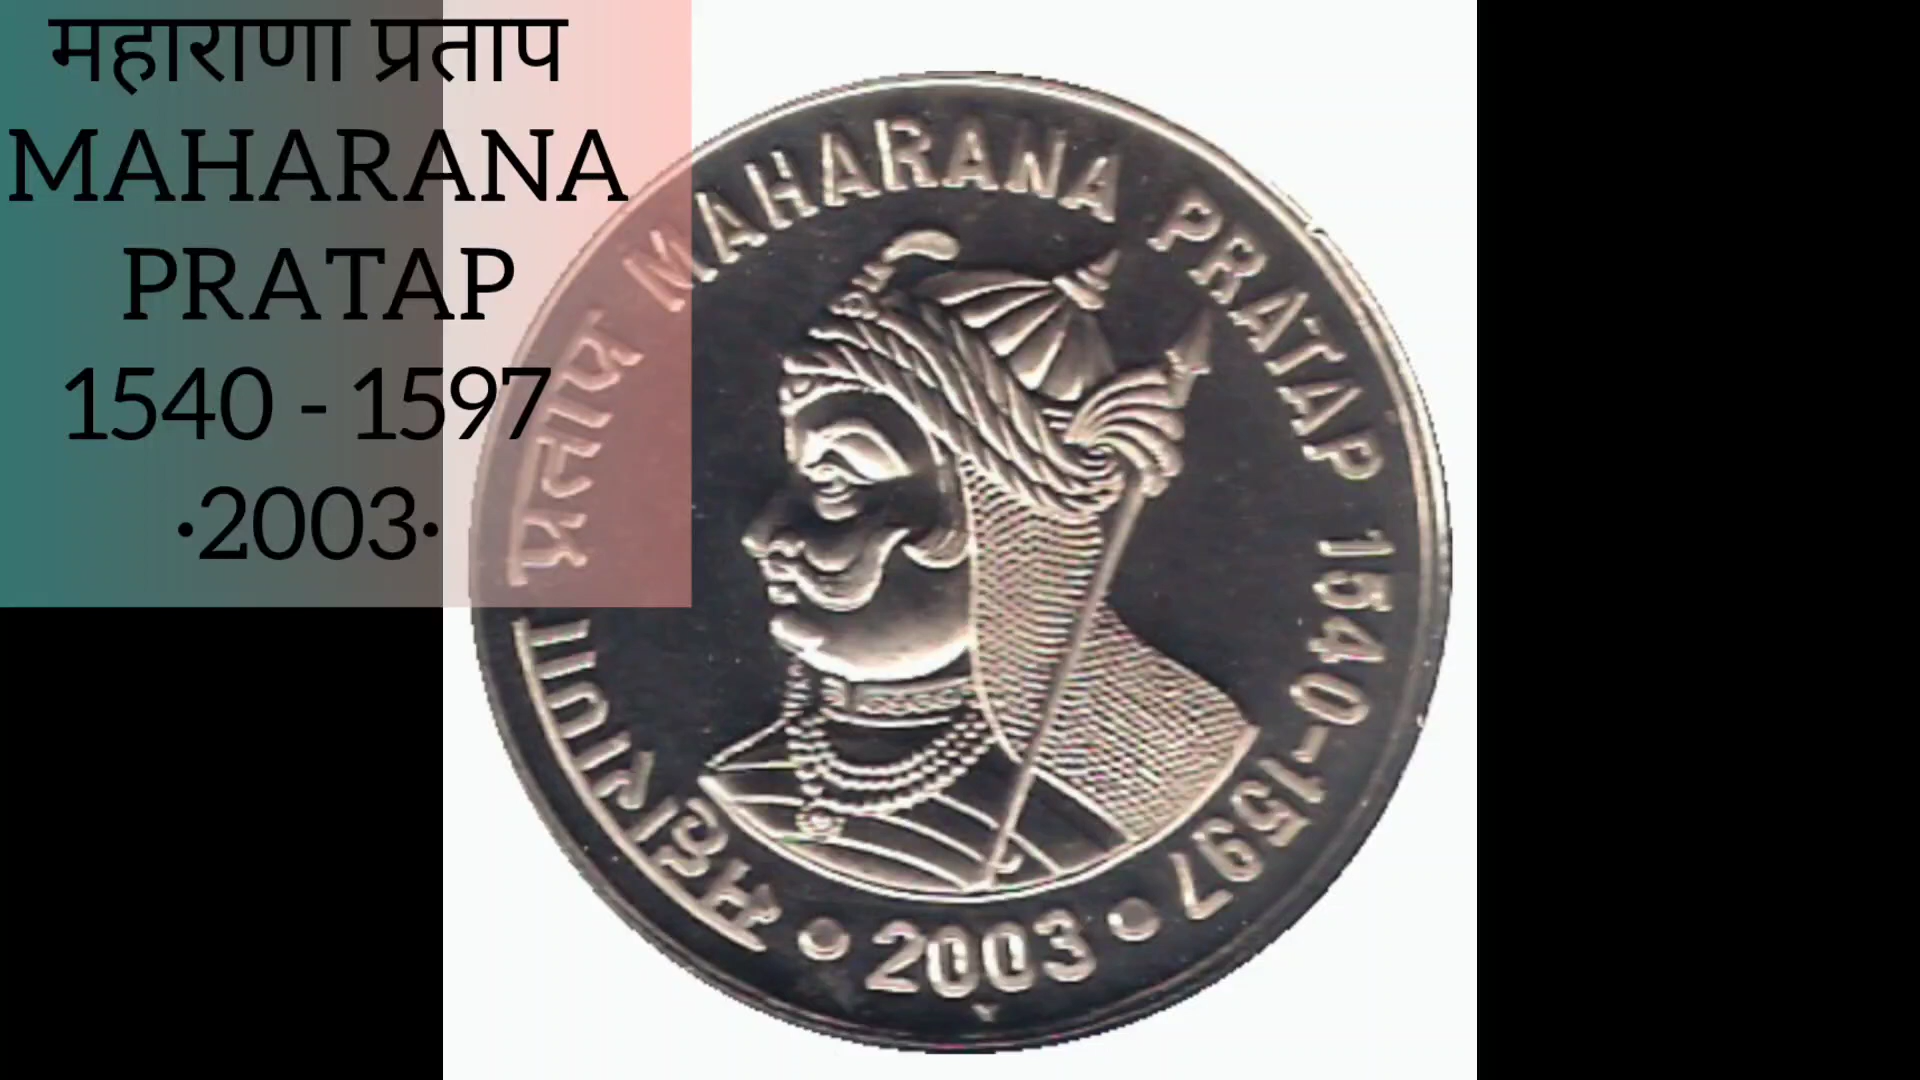 महाराणा प्रताप
MAHARANA
PRATAP
1540 - 1597
·2003·
महाराणा प्रताप MAHARANA PRATAP 1540-1597
• 2003 •